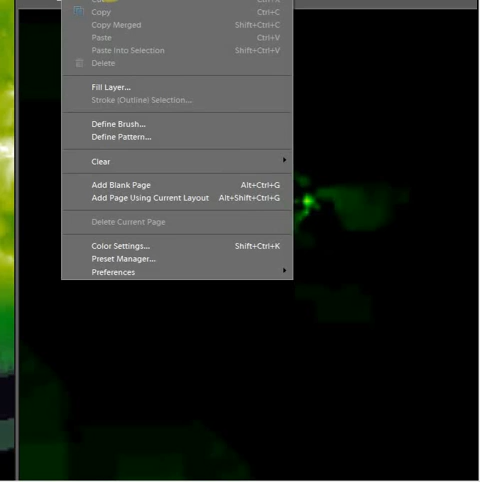 Copy Ctrl+C
Copy Merged Shift+Ctrl+C
Paste Ctrl+V
Paste Into Selection Shift+Ctrl+V
Delete
Fill Layer...
Stroke (Outline) Selection...
Define Brush...
Define Pattern...
Clear
Add Blank Page Alt+Ctrl+G
Add Page Using Current Layout Alt+Shift+Ctrl+G
Delete Current Page
Color Settings... Shift+Ctrl+K
Preset Manager...
Preferences